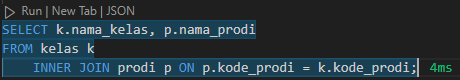 Run | New Tab | JSON
SELECT k.nama_kelas, p.nama_prodi
FROM kelas k
    INNER JOIN prodi p ON p.kode_prodi = k.kode_prodi; 4ms